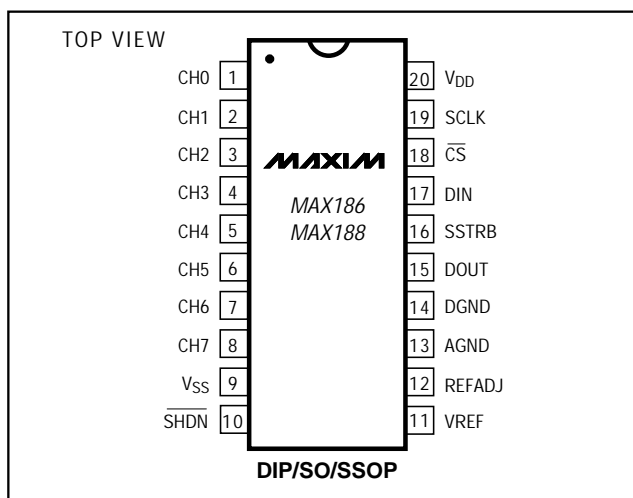 TOP VIEW
CH0 1
CH1 2
CH2 3
CH3 4
CH4 5
CH5 6
CH6 7
CH7 8
VSS 9
SHDN 10
MAXIM
MAX186
MAX188
20 VDD
19 SCLK
18 CS
17 DIN
16 SSTRB
15 DOUT
14 DGND
13 AGND
12 REFADJ
11 VREF
DIP/SO/SSOP